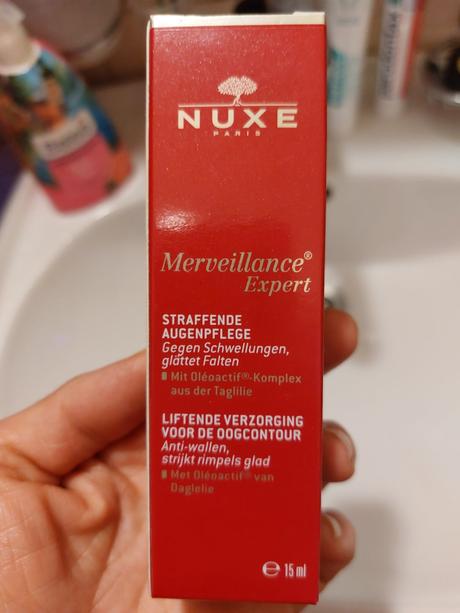 NUXE
PARIS
Merveillance®
Expert
STRAFFENDE
AUGENPFLEGE
Gegen Schwellungen,
glättet Falten
Mit Oléoactif®-Komplex
aus der Taglilie
LIFTENDE VERZORGING
VOOR DE OOGCONTOUR
Anti-wallen,
strijkt rimpels glad
Met Oléoactif® van
Daglelie
℮ 15 ml